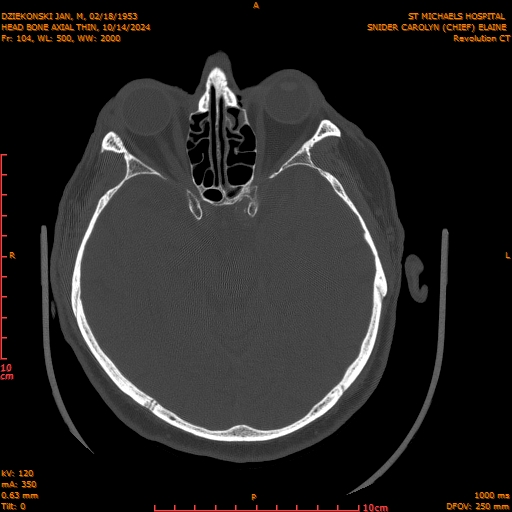 A
DZIEKONSKI JAN, M, 02/18/1953
HEAD BONE AXIAL THIN, 10/14/2024
Fr: 104, WL: 500, WW: 2000
ST MICHAELS HOSPITAL
SNIDER CAROLYN (CHIEF) ELAINE
Revolution CT
R
L
10
cm
kV: 120
mA: 350
0.63 mm
Tilt: 0
P
10cm
1000 ms
DFOV: 250 mm